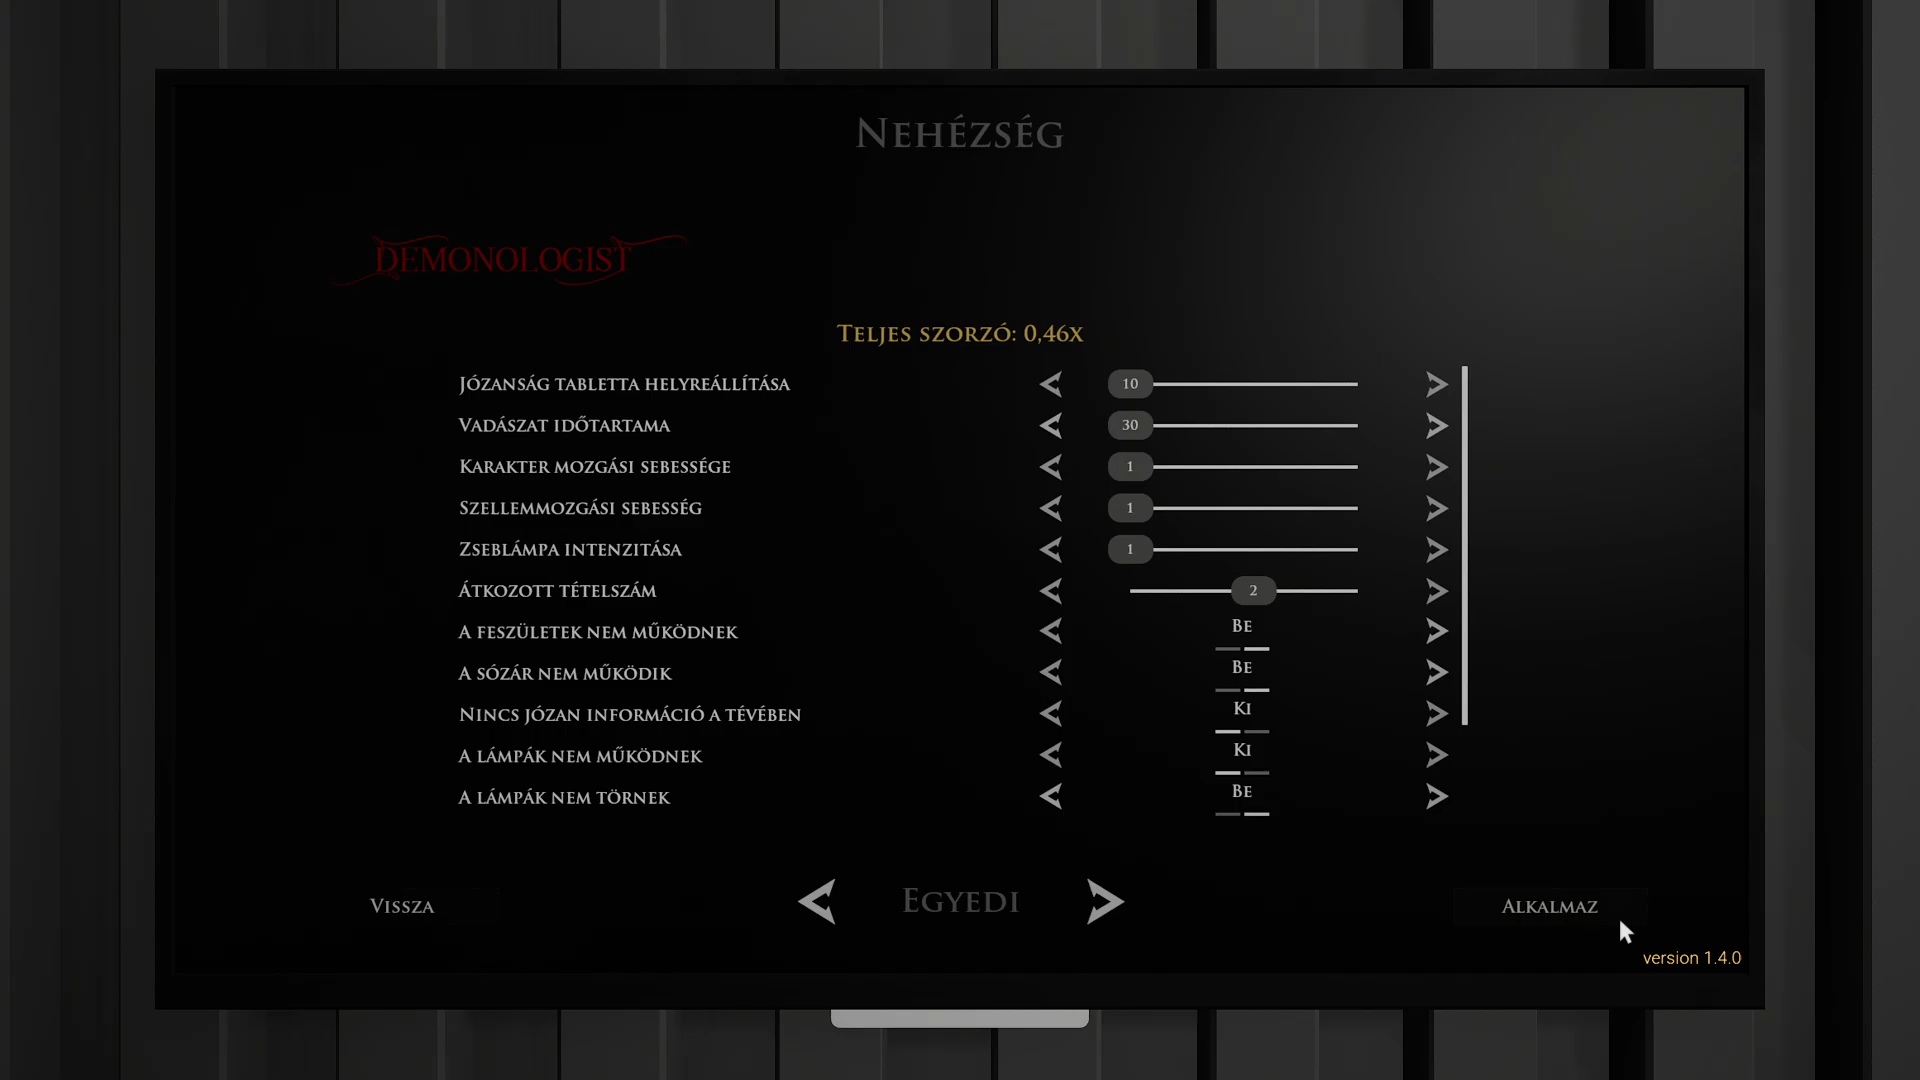 Nehézség
DEMONOLOGIST
Teljes szorzó: 0,46x
Józanság tabletta helyreállítása
10
Vadászat időtartama
30
Karakter mozgási sebessége
1
Szellemmozgási sebesség
1
Zseblámpa intenzitása
1
Átkozott tételszám
2
A feszületek nem működnek
Be
A sózár nem működik
Be
Nincs józan információ a tévében
Ki
A lámpák nem működnek
Ki
A lámpák nem törnek
Be
Vissza
Egyedi
Alkalmaz
version 1.4.0